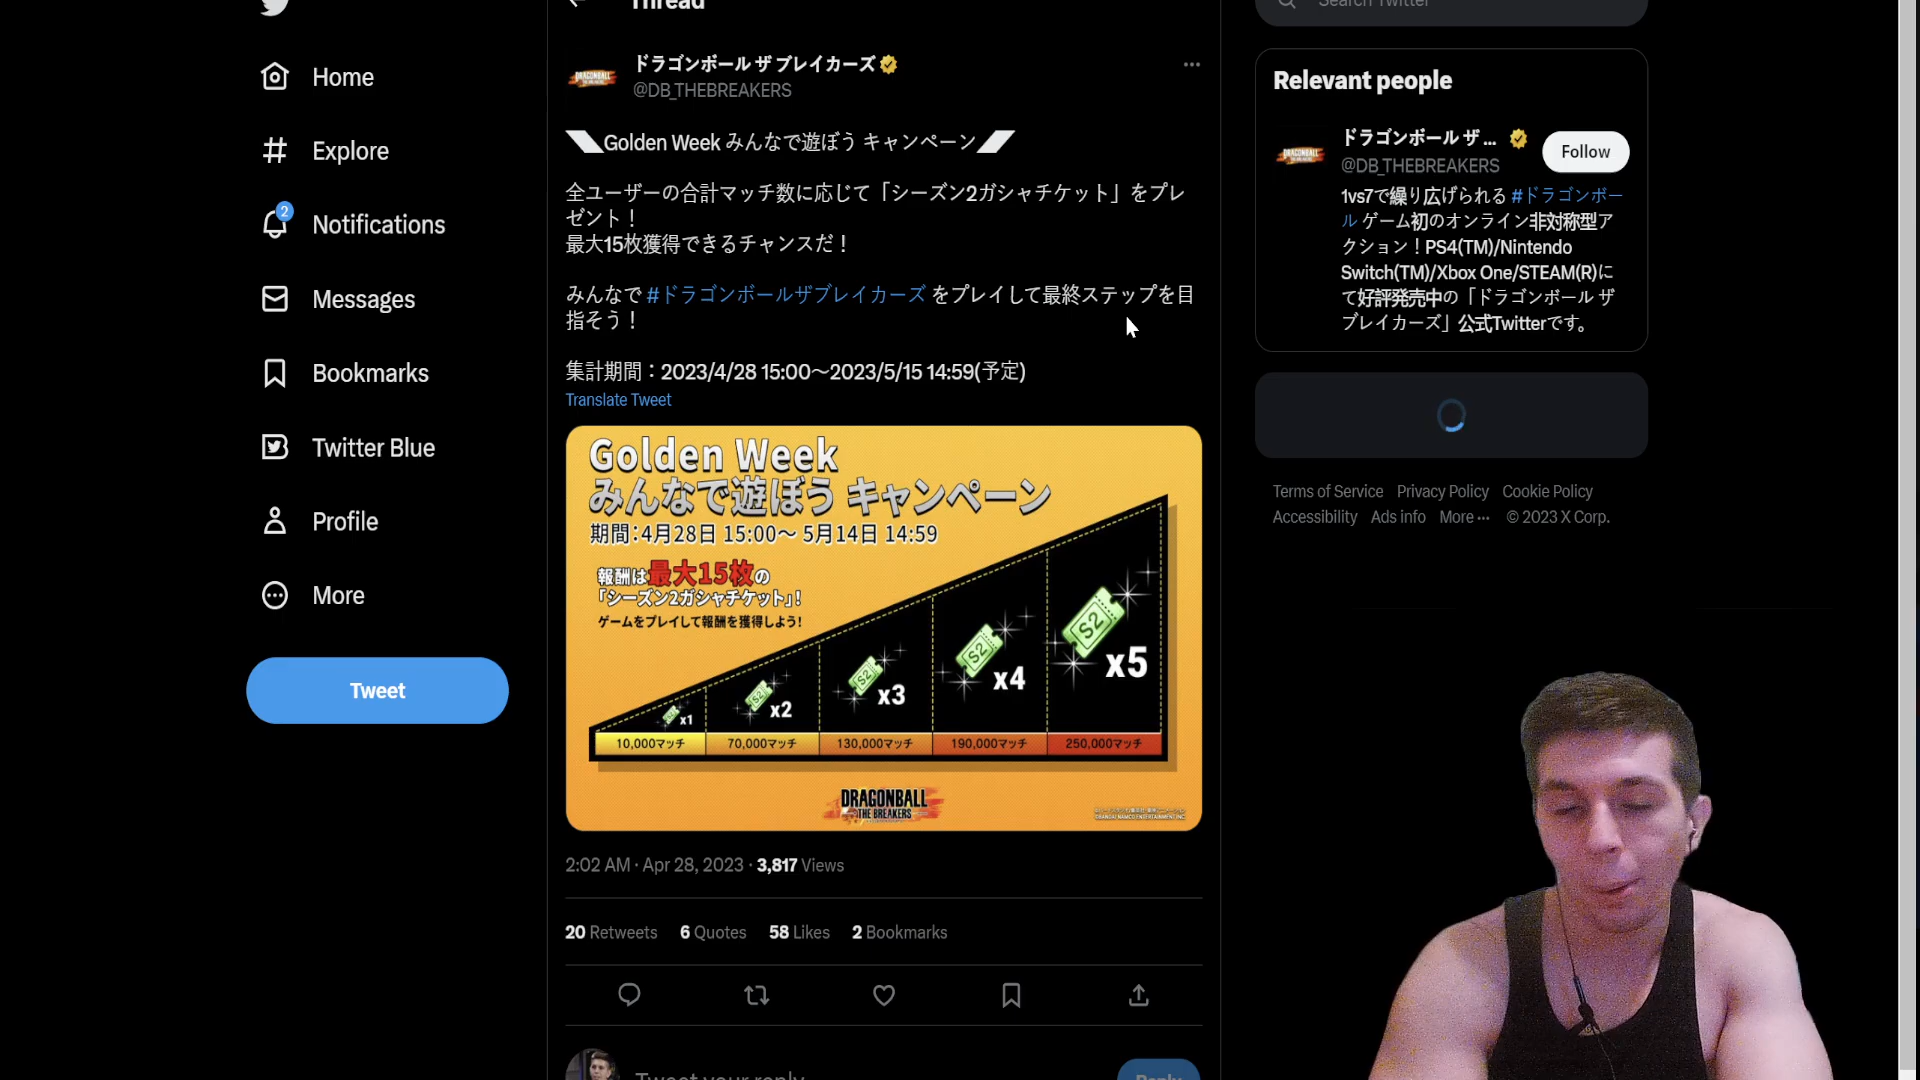 Thread
Search Twitter
Home
Explore
2
Notifications
Messages
Bookmarks
Twitter Blue
Profile
More
Tweet
ドラゴンボール ザ ブレイカーズ
@DB_THEBREAKERS
Golden Week みんなで遊ぼう キャンペーン
全ユーザーの合計マッチ数に応じて「シーズン2ガシャチケット」をプレ
ゼント！
最大15枚獲得できるチャンスだ！
みんなで #ドラゴンボールザブレイカーズ をプレイして最終ステップを目
指そう！
集計期間：2023/4/28 15:00〜2023/5/15 14:59(予定)
Translate Tweet
Golden Week
みんなで遊ぼう キャンペーン
期間:4月28日 15:00〜 5月14日 14:59
報酬は最大15枚の
「シーズン2ガシャチケット」!
ゲームをプレイして報酬を獲得しよう!
S2 x1
S2 x2
S2 x3
S2 x4
S2 x5
10,000マッチ
70,000マッチ
130,000マッチ
190,000マッチ
250,000マッチ
DRAGONBALL
THE BREAKERS
2:02 AM · Apr 28, 2023 · 3,817 Views
20 Retweets 6 Quotes 58 Likes 2 Bookmarks
Tweet your reply
Reply
Relevant people
ドラゴンボール ザ ...
@DB_THEBREAKERS
Follow
1vs7で繰り広げられる #ドラゴンボー
ル ゲーム初のオンライン非対称型ア
クション！PS4(TM)/Nintendo
Switch(TM)/Xbox One/STEAM(R)に
て好評発売中の「ドラゴンボール ザ
ブレイカーズ」公式Twitterです。
Terms of Service Privacy Policy Cookie Policy
Accessibility Ads info More ··· © 2023 X Corp.